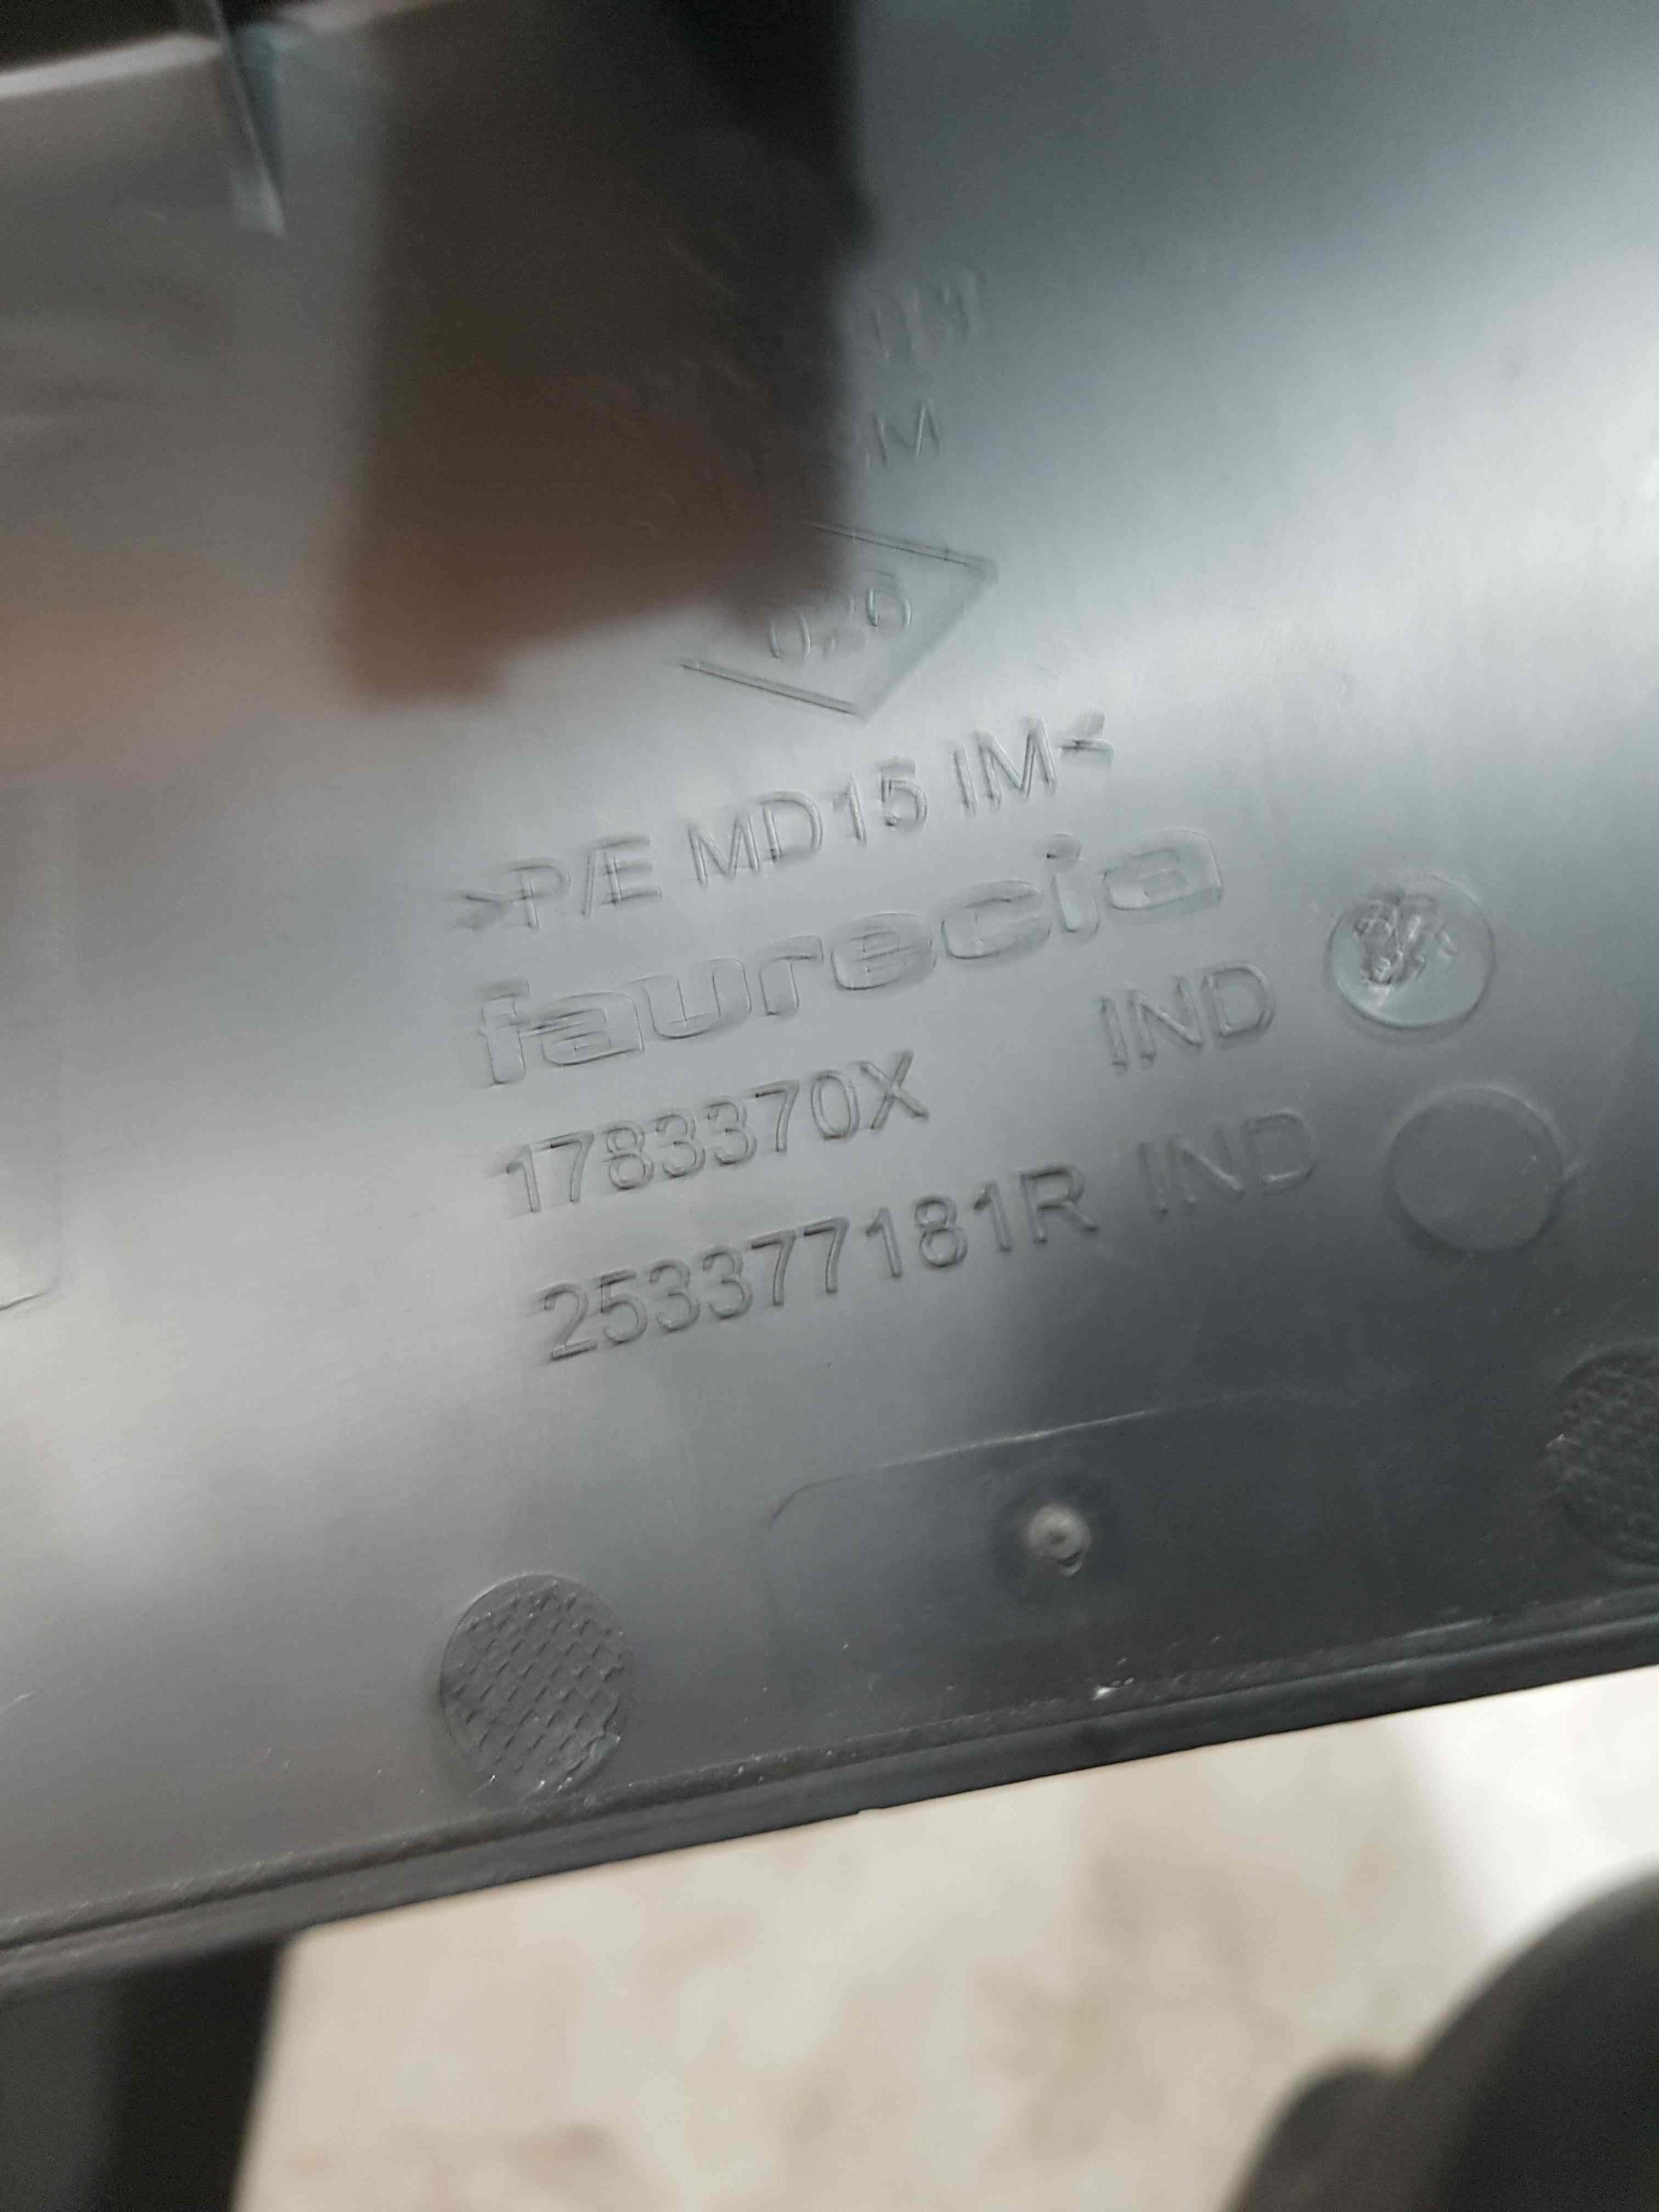 >P/E MD15 IM<
faurecia
1783370X IND
253377181R IND